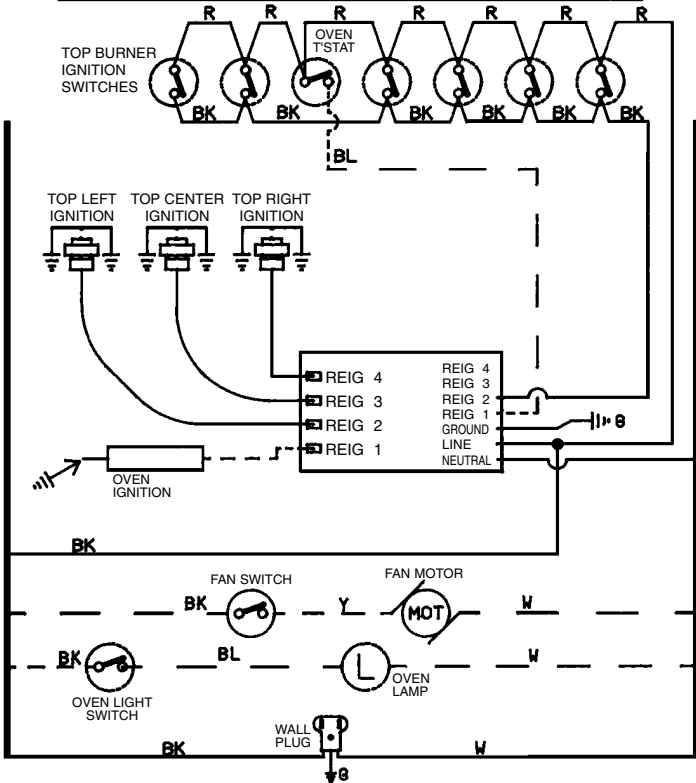 R R R R R R
OVEN
T'STAT
TOP BURNER
IGNITION
SWITCHES
BK BK BK BK BK BK
BL
TOP LEFT
IGNITION
TOP CENTER
IGNITION
TOP RIGHT
IGNITION
REIG 4
REIG 3
REIG 2
REIG 1
REIG 4
REIG 3
REIG 2
REIG 1
GROUND
LINE
NEUTRAL
G
OVEN
IGNITION
BK
FAN SWITCH
FAN MOTOR
BK Y MOT W
BK BL L W
OVEN LIGHT
SWITCH
OVEN
LAMP
WALL
PLUG
BK W
G